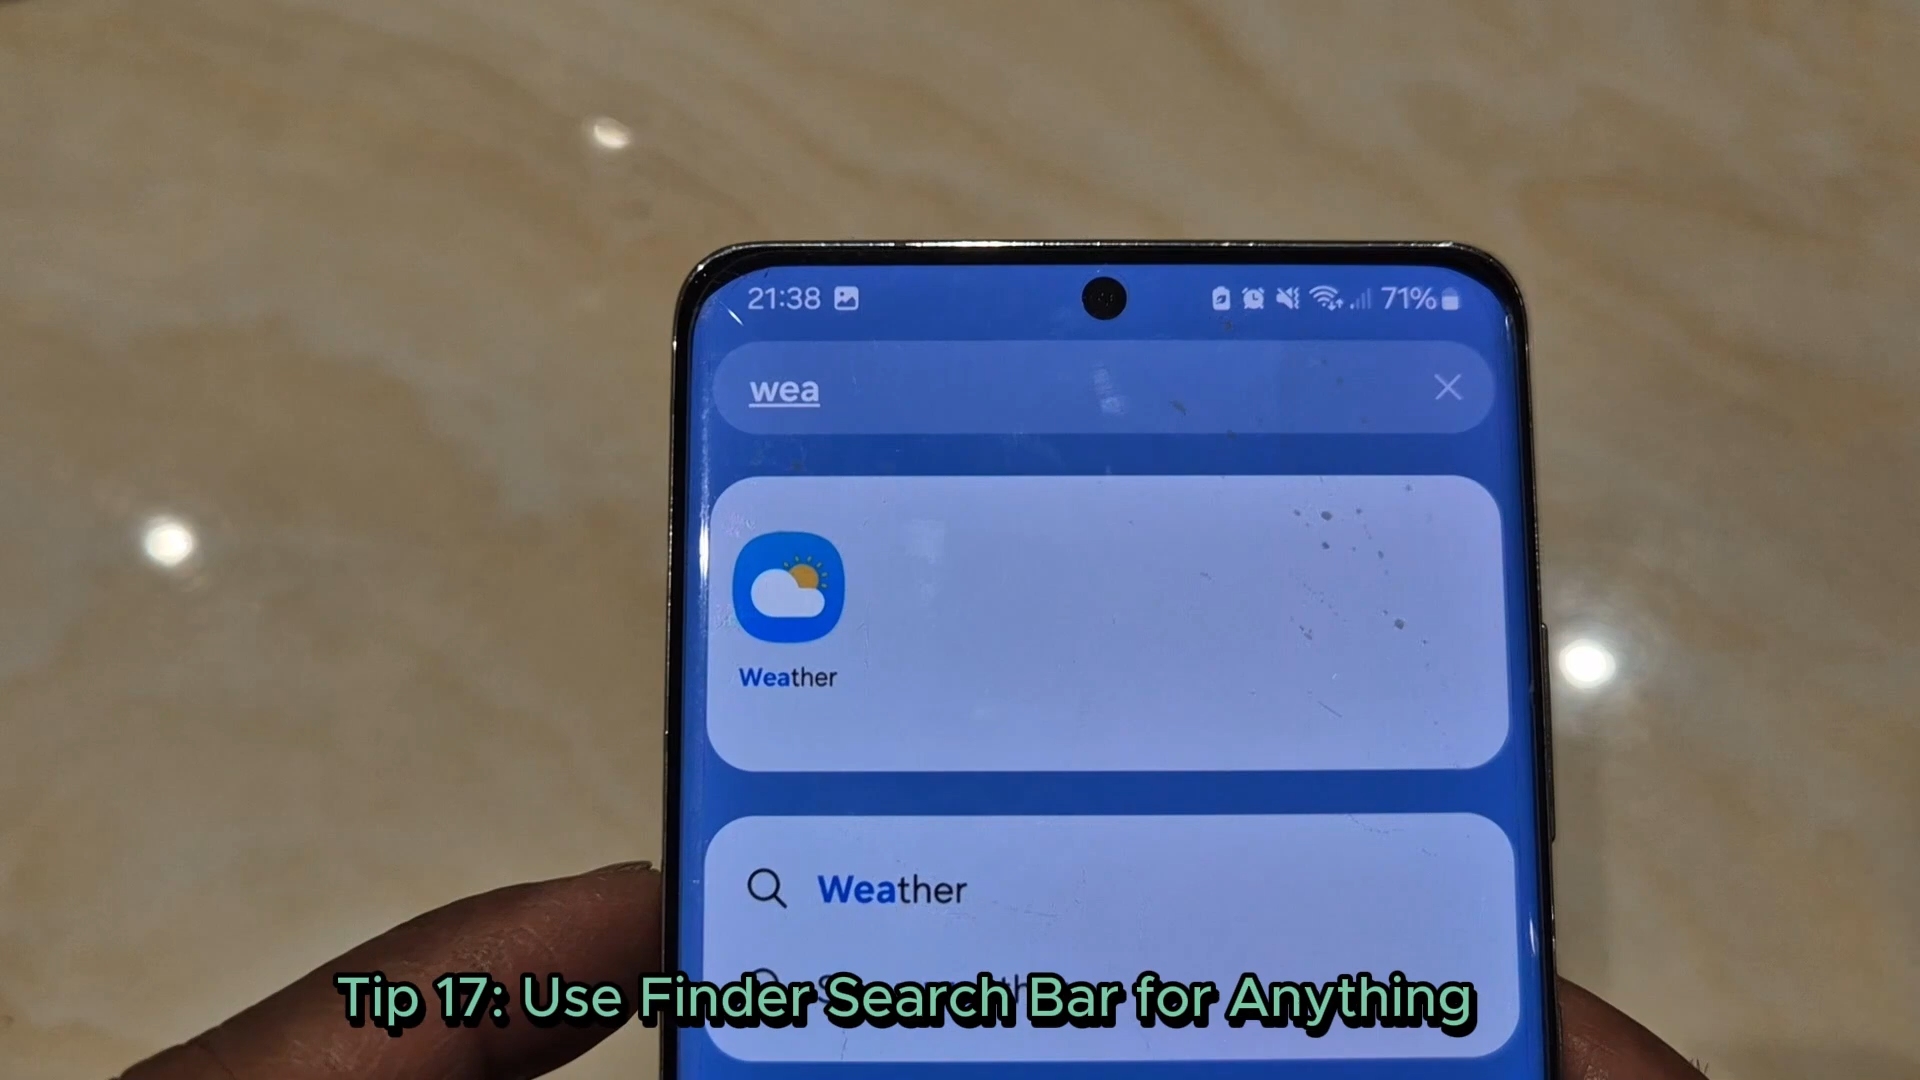 21:38 71%
wea
Weather
Weather
Tip 17: Use Finder Search Bar for Anything